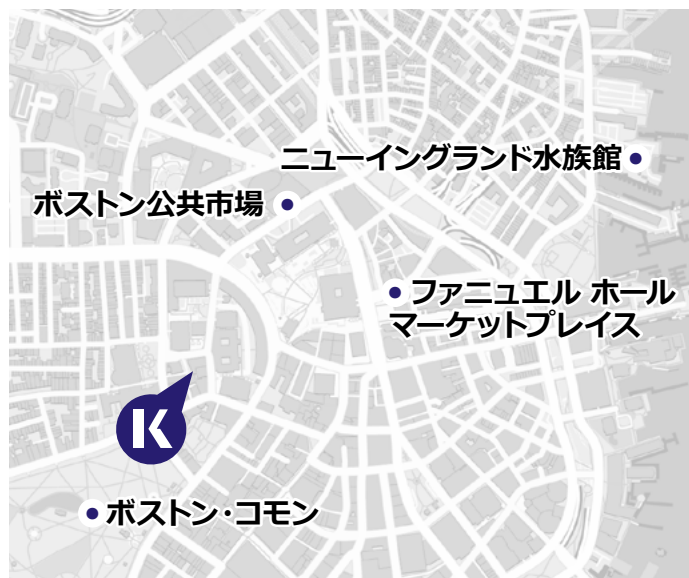 ニューイングランド水族館
ボストン公共市場
ファニュエル ホール
マーケットプレイス
K
ボストン・コモン